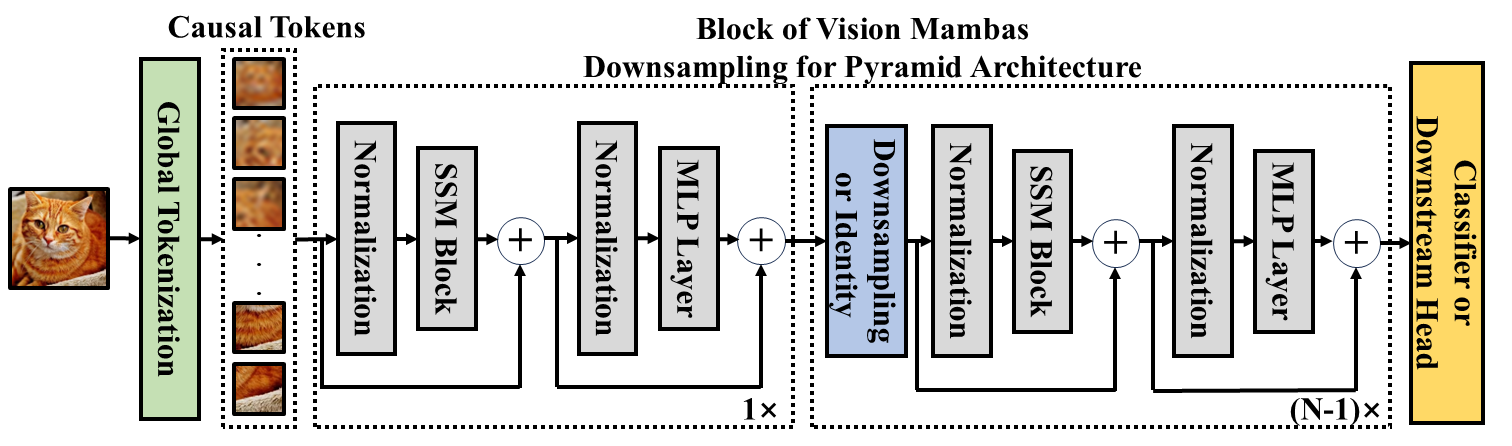 Causal Tokens
Block of Vision Mambas
Downsampling for Pyramid Architecture
Global Tokenization
Normalization
SSM Block
+
Normalization
MLP Layer
+
1×
Downsampling
or Identity
Normalization
SSM Block
+
Normalization
MLP Layer
+
(N-1)×
Classifier or
Downstream Head